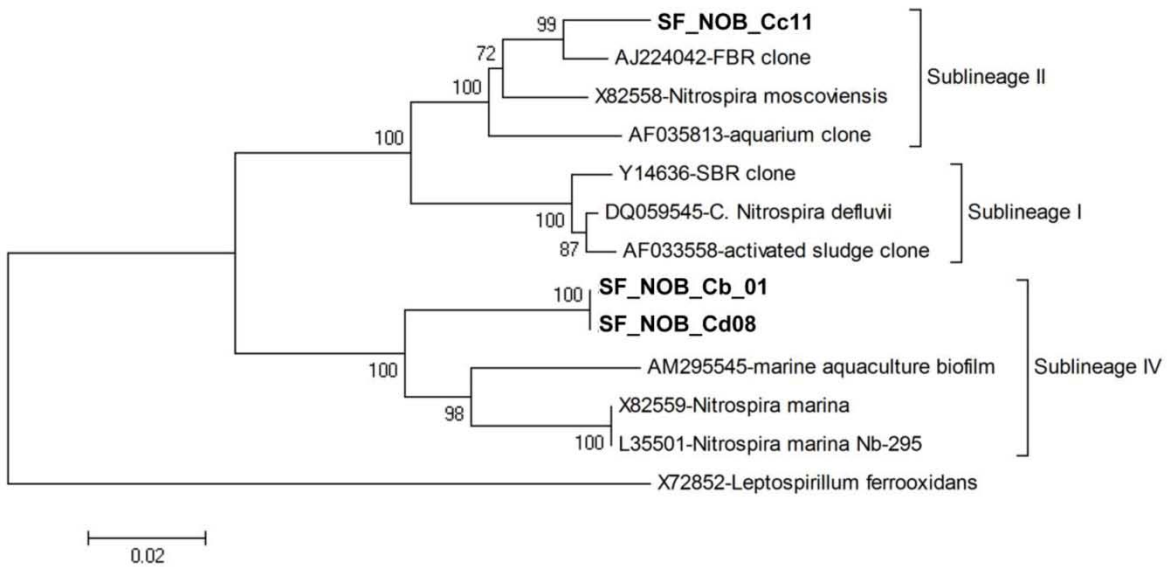 99
SF_NOB_Cc11
72
AJ224042-FBR clone
Sublineage II
100
X82558-Nitrospira moscoviensis
100
AF035813-aquarium clone
Y14636-SBR clone
100
DQ059545-C. Nitrospira defluvii
Sublineage I
87
AF033558-activated sludge clone
100
SF_NOB_Cb_01
SF_NOB_Cd08
100
AM295545-marine aquaculture biofilm
Sublineage IV
98
X82559-Nitrospira marina
100
L35501-Nitrospira marina Nb-295
X72852-Leptospirillum ferrooxidans
0.02